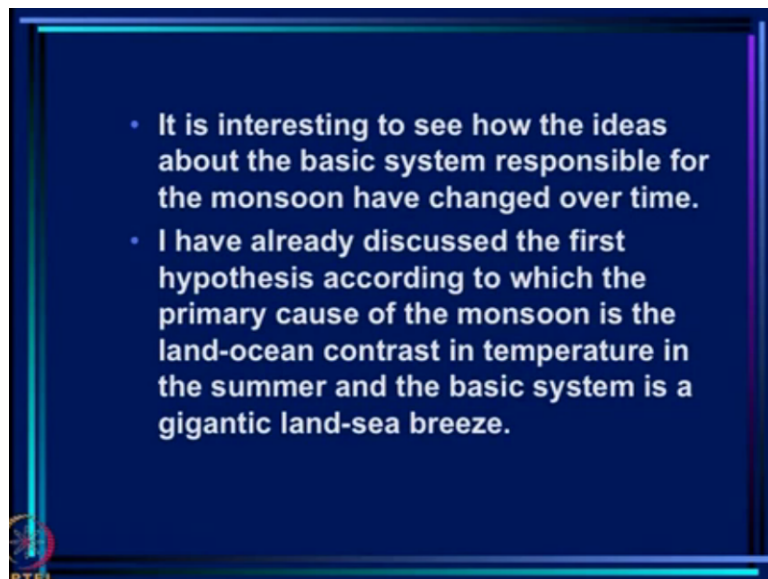 • It is interesting to see how the ideas
about the basic system responsible for
the monsoon have changed over time.
• I have already discussed the first
hypothesis according to which the
primary cause of the monsoon is the
land-ocean contrast in temperature in
the summer and the basic system is a
gigantic land-sea breeze.